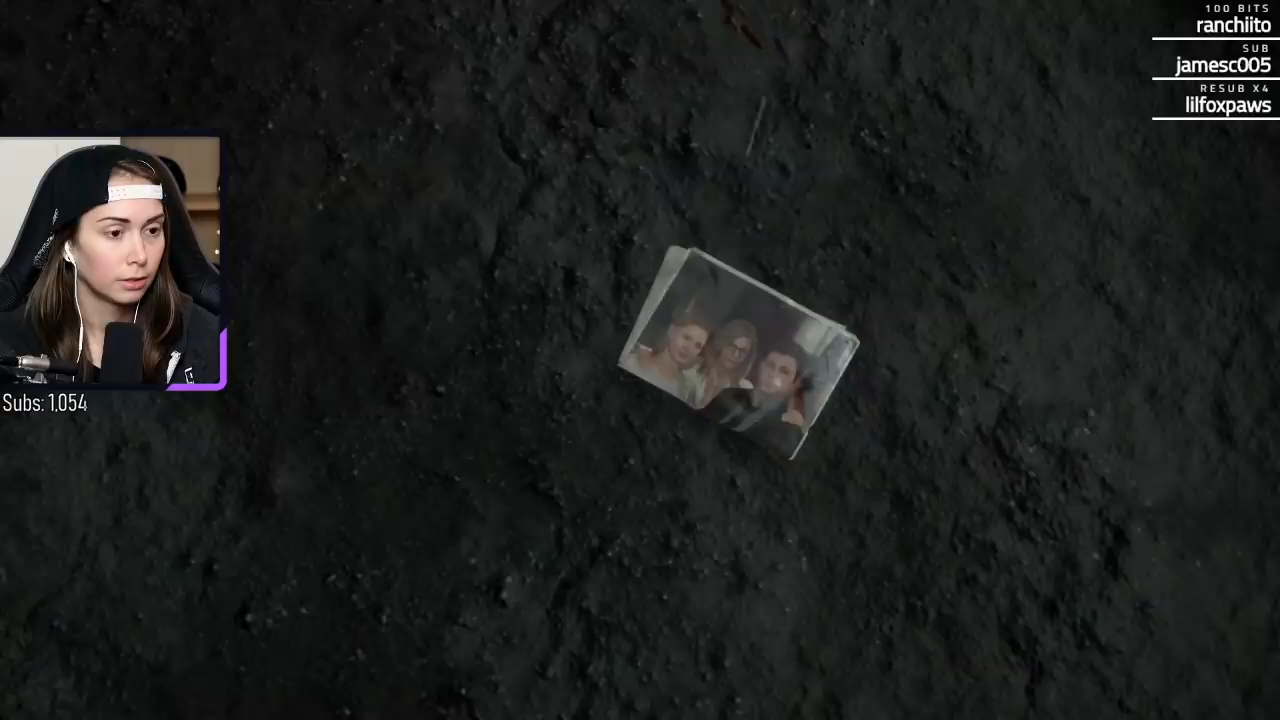 100 BITS
ranchiito
SUB
jamesc005
RESUB X4
lilfoxpaws
Subs: 1,054